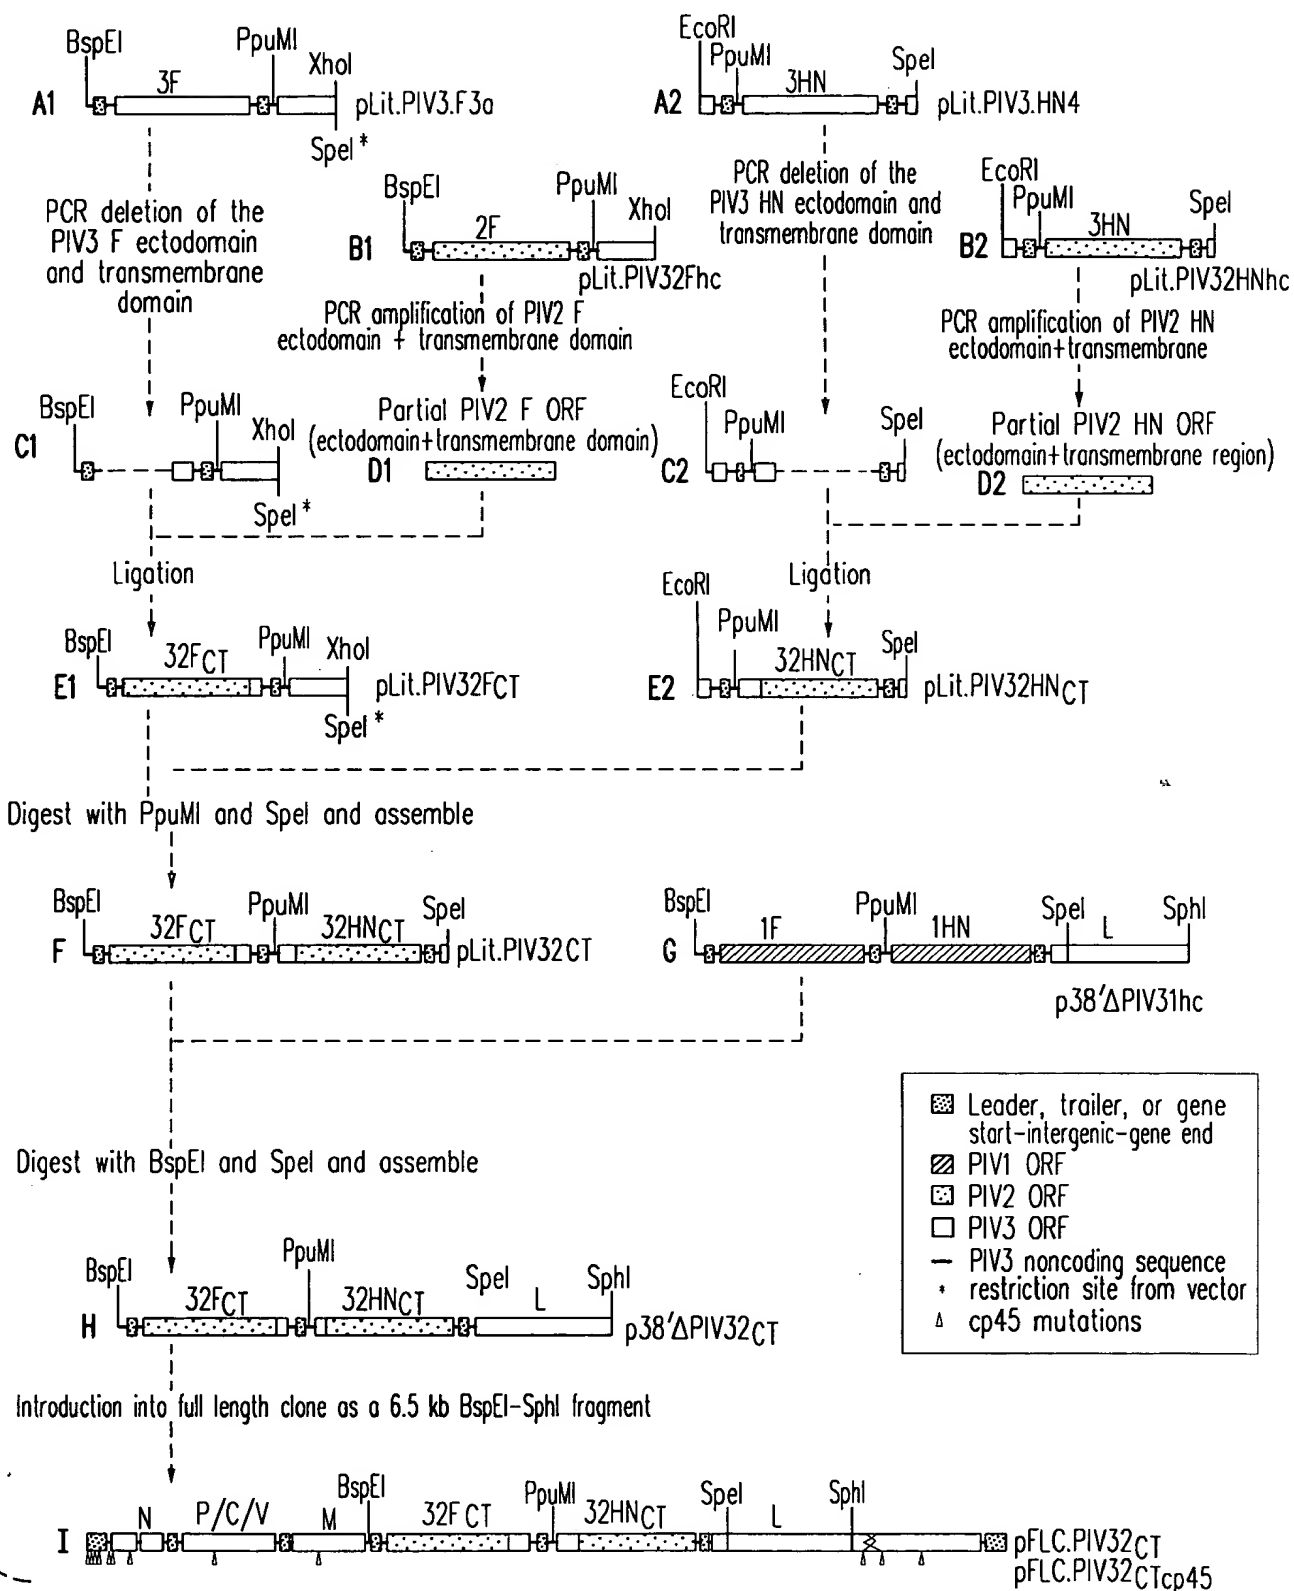 BspEI
PpuMI
XhoI
3F
A1
pLit.PIV3.F3a
SpeI *
EcoRI
PpuMI
3HN
SpeI
A2
pLit.PIV3.HN4
PCR deletion of the
PIV3 F ectodomain
and transmembrane
domain
BspEI
PpuMI
XhoI
2F
B1
pLit.PIV32Fhc
PCR amplification of PIV2 F
ectodomain + transmembrane domain
PCR deletion of the
PIV3 HN ectodomain and
transmembrane domain
EcoRI
PpuMI
3HN
SpeI
B2
pLit.PIV32HNhc
PCR amplification of PIV2 HN
ectodomain+transmembrane
BspEI
PpuMI
XhoI
C1
SpeI *
Partial PIV2 F ORF
(ectodomain+transmembrane domain)
D1
EcoRI
PpuMI
SpeI
C2
Partial PIV2 HN ORF
(ectodomain+transmembrane region)
D2
Ligation
Ligation
BspEI
32FCT
PpuMI
XhoI
E1
pLit.PIV32FCT
SpeI *
EcoRI
PpuMI
32HNCT
SpeI
E2
pLit.PIV32HNCT
Digest with PpuMI and SpeI and assemble
BspEI
32FCT
PpuMI
32HNCT
SpeI
F
pLit.PIV32CT
BspEI
1F
PpuMI
1HN
SpeI
L
SphI
G
p38'ΔPIV31hc
Leader, trailer, or gene
start-intergenic-gene end
PIV1 ORF
PIV2 ORF
PIV3 ORF
PIV3 noncoding sequence
* restriction site from vector
cp45 mutations
Digest with BspEI and SpeI and assemble
BspEI
32FCT
PpuMI
32HNCT
SpeI
L
SphI
H
p38'ΔPIV32CT
Introduction into full length clone as a 6.5 kb BspEI-SphI fragment
N
P/C/V
M
BspEI
32FCT
PpuMI
32HNCT
SpeI
L
SphI
I
pFLC.PIV32CT
pFLC.PIV32CTcp45